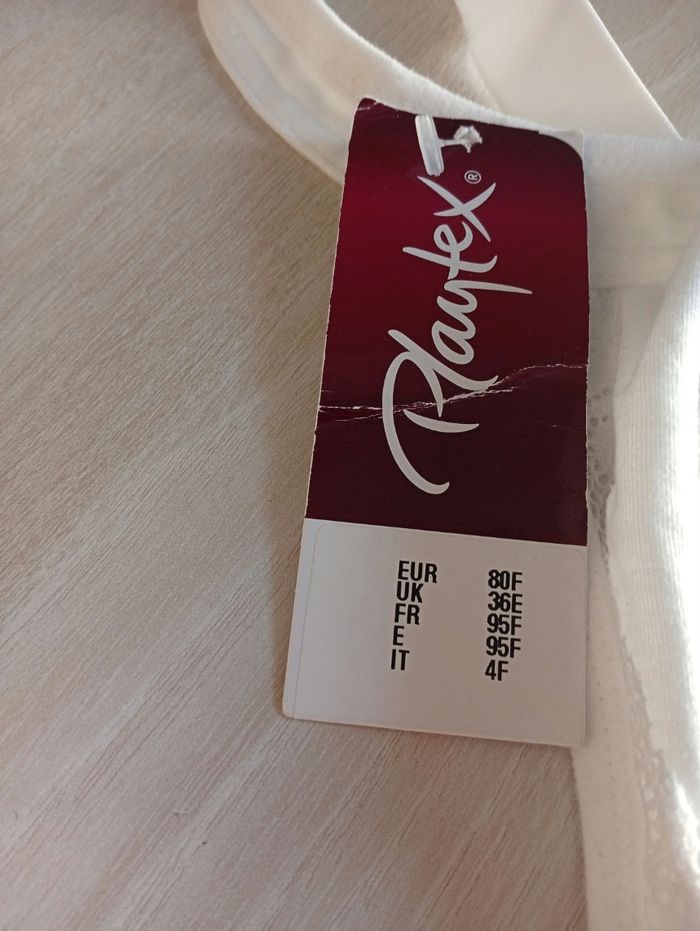 Playtex®
EUR 80F
UK 36E
FR 95F
E 95F
IT 4F